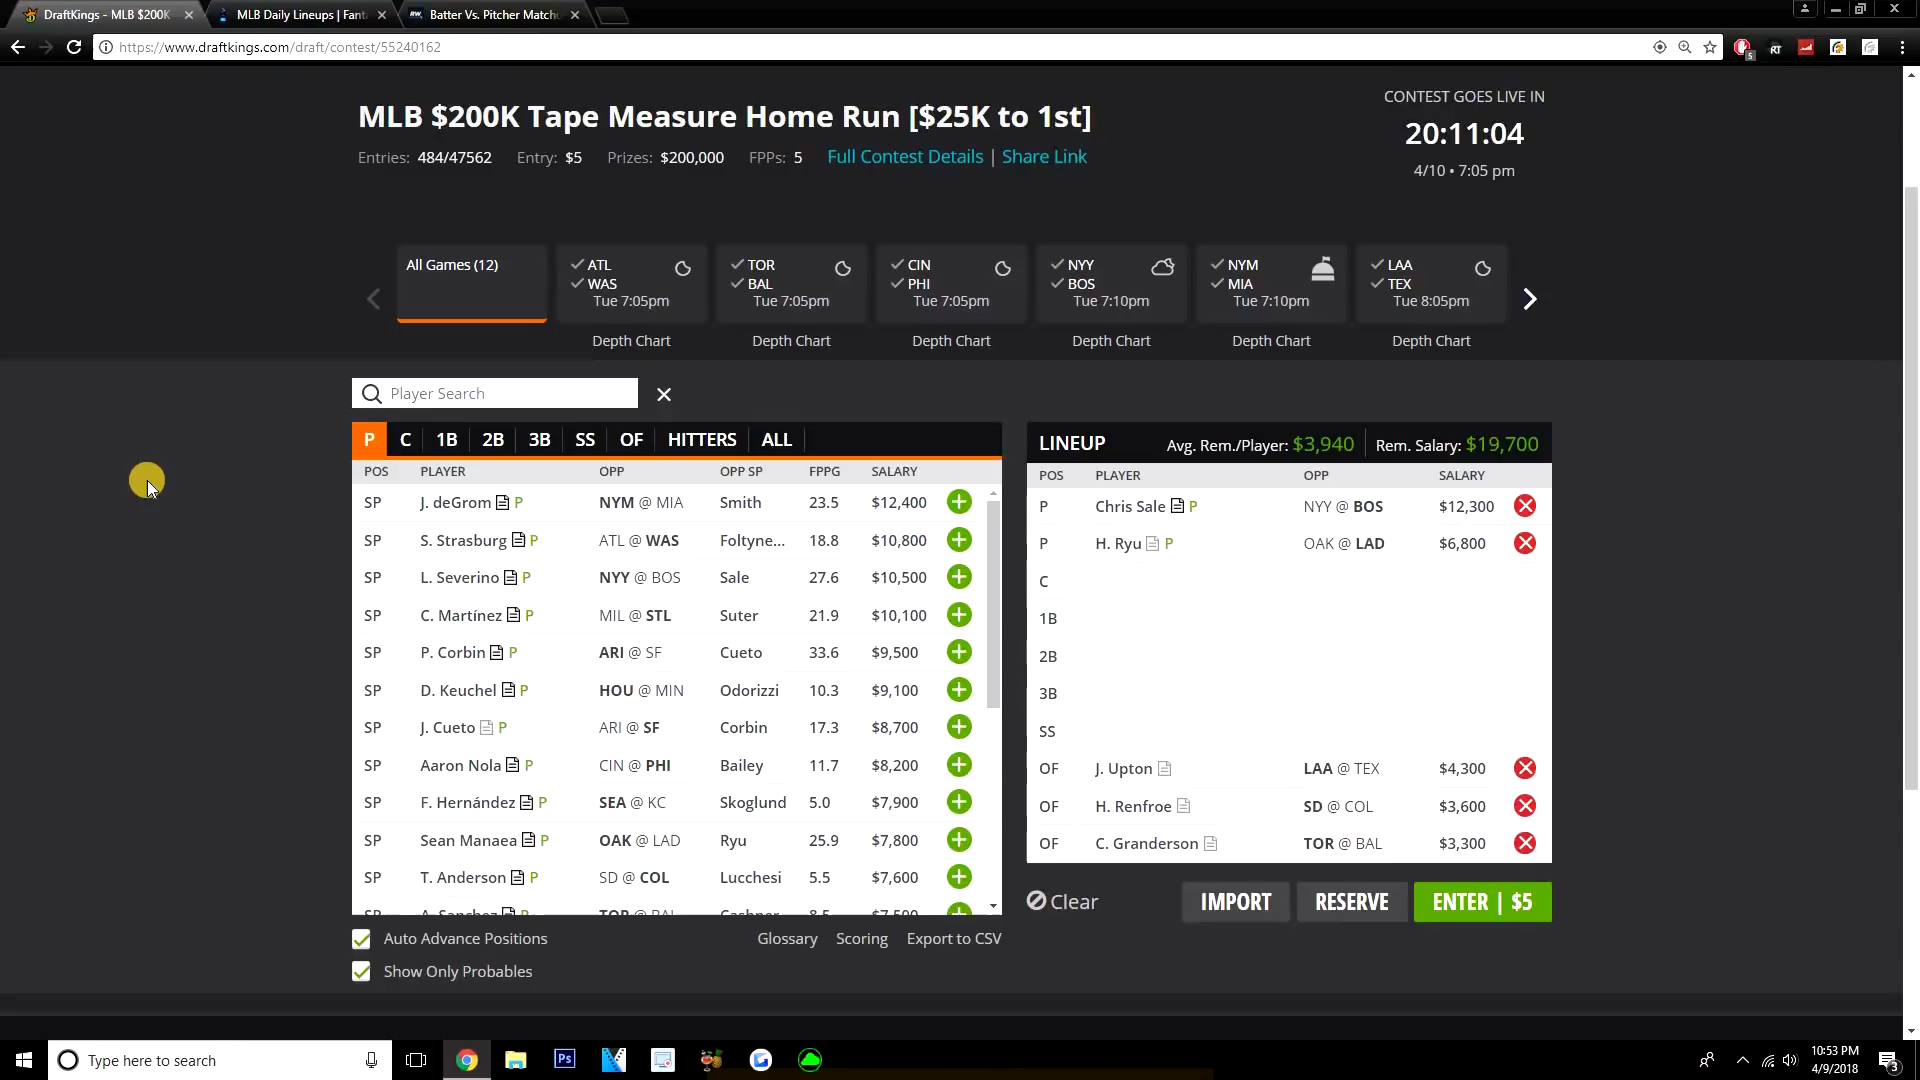 DraftKings - MLB $200K
MLB Daily Lineups | Fant
Batter Vs. Pitcher Matchu
https://www.draftkings.com/draft/contest/55240162
MLB $200K Tape Measure Home Run [$25K to 1st]
Entries: 484/47562 Entry: $5 Prizes: $200,000 FPPs: 5 Full Contest Details | Share Link
CONTEST GOES LIVE IN
20:11:04
4/10 • 7:05 pm
All Games (12)
ATL
WAS
Tue 7:05pm
Depth Chart
TOR
BAL
Tue 7:05pm
Depth Chart
CIN
PHI
Tue 7:05pm
Depth Chart
NYY
BOS
Tue 7:10pm
Depth Chart
NYM
MIA
Tue 7:10pm
Depth Chart
LAA
TEX
Tue 8:05pm
Depth Chart
Player Search
P C 1B 2B 3B SS OF HITTERS ALL
POS PLAYER OPP OPP SP FPPG SALARY
SP J. deGrom P NYM @ MIA Smith 23.5 $12,400
SP S. Strasburg P ATL @ WAS Foltyne... 18.8 $10,800
SP L. Severino P NYY @ BOS Sale 27.6 $10,500
SP C. Martínez P MIL @ STL Suter 21.9 $10,100
SP P. Corbin P ARI @ SF Cueto 33.6 $9,500
SP D. Keuchel P HOU @ MIN Odorizzi 10.3 $9,100
SP J. Cueto P ARI @ SF Corbin 17.3 $8,700
SP Aaron Nola P CIN @ PHI Bailey 11.7 $8,200
SP F. Hernández P SEA @ KC Skoglund 5.0 $7,900
SP Sean Manaea P OAK @ LAD Ryu 25.9 $7,800
SP T. Anderson P SD @ COL Lucchesi 5.5 $7,600
SP A. Sanchez P TOR @ BAL Cashner 8.5 $7,500
Auto Advance Positions
Glossary Scoring Export to CSV
Show Only Probables
LINEUP Avg. Rem./Player: $3,940 Rem. Salary: $19,700
POS PLAYER OPP SALARY
P Chris Sale P NYY @ BOS $12,300
P H. Ryu P OAK @ LAD $6,800
C
1B
2B
3B
SS
OF J. Upton LAA @ TEX $4,300
OF H. Renfroe SD @ COL $3,600
OF C. Granderson TOR @ BAL $3,300
Clear IMPORT RESERVE ENTER | $5
Type here to search
Ps
10:53 PM
4/9/2018
3